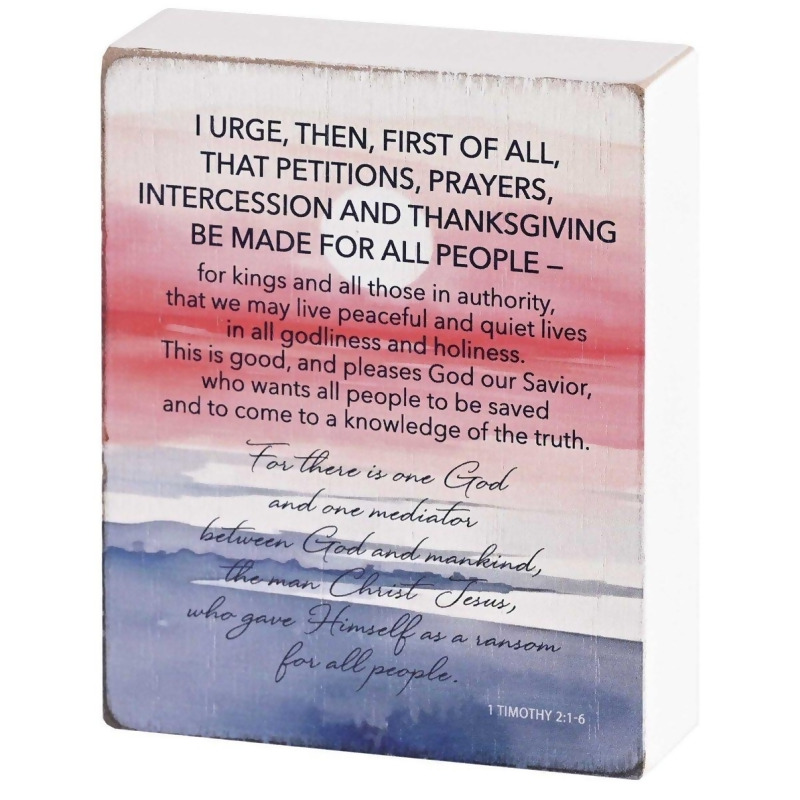 I URGE, THEN, FIRST OF ALL,
THAT PETITIONS, PRAYERS,
INTERCESSION AND THANKSGIVING
BE MADE FOR ALL PEOPLE –
for kings and all those in authority,
that we may live peaceful and quiet lives
in all godliness and holiness.
This is good, and pleases God our Savior,
who wants all people to be saved
and to come to a knowledge of the truth.
For there is one God
and one mediator
between God and mankind,
the man Christ Jesus,
who gave Himself as a ransom
for all people.
1 TIMOTHY 2:1-6